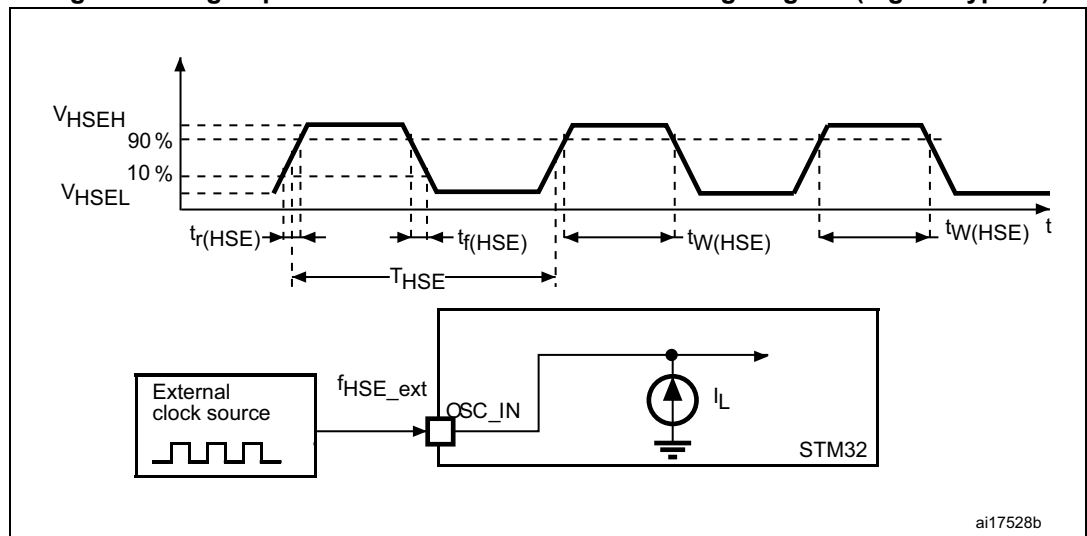 VHSEH
90 %
10 %
VHSEL
tr(HSE)
tf(HSE)
tW(HSE)
tW(HSE)
t
THSE
External
clock source
fHSE_ext
OSC_IN
IL
STM32
ai17528b